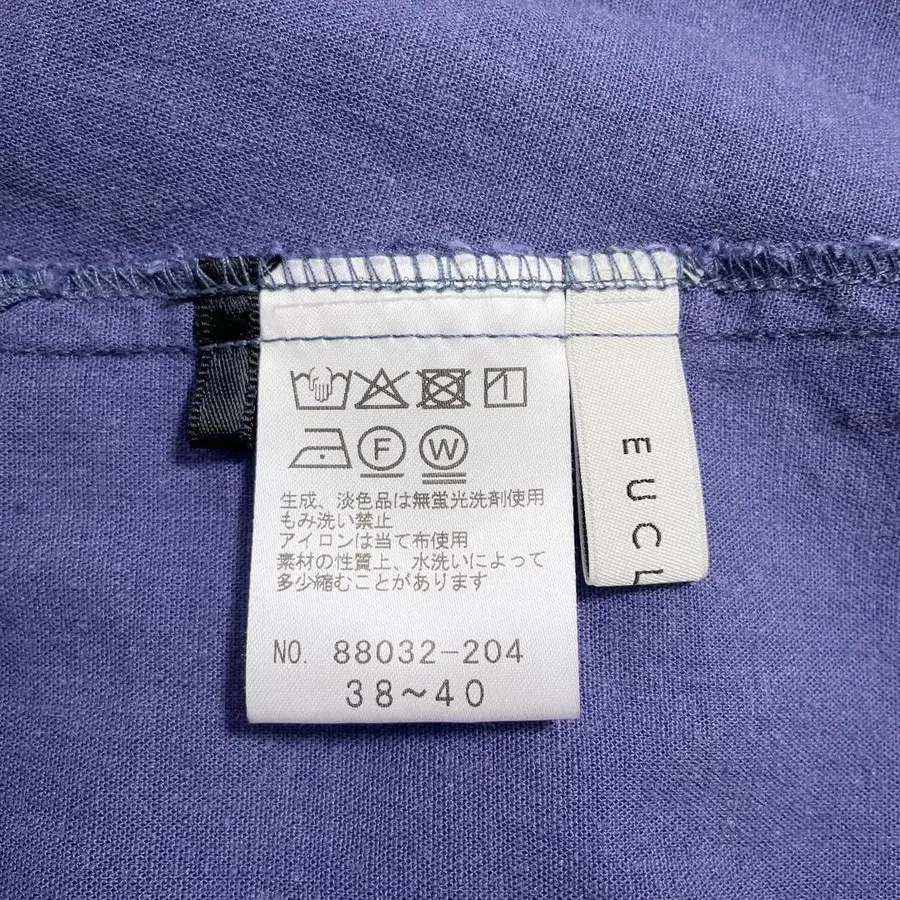 F W
生成、淡色品は無蛍光洗剤使用
もみ洗い禁止
アイロンは当て布使用
素材の性質上、水洗いによって
多少縮むことがあります
NO. 88032-204
38~40
EUCL